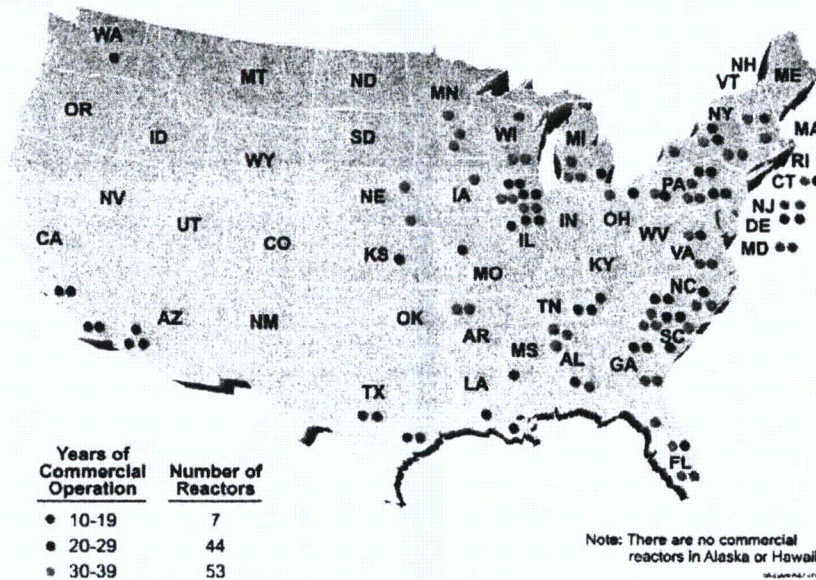 WA
MT
ND
MN
NH
VT
ME
OR
ID
SD
WI
MI
NY
MA
WY
RI
NE
IA
PA
CT
NV
UT
CO
IL
IN
OH
NJ
DE
CA
KS
MO
KY
WV
VA
MD
AZ
NM
OK
TN
NC
AR
SC
MS
AL
GA
TX
LA
FL
Years of Commercial Operation
Number of Reactors
10-19 7
20-29 44
30-39 53
Note: There are no commercial
reactors in Alaska or Hawaii